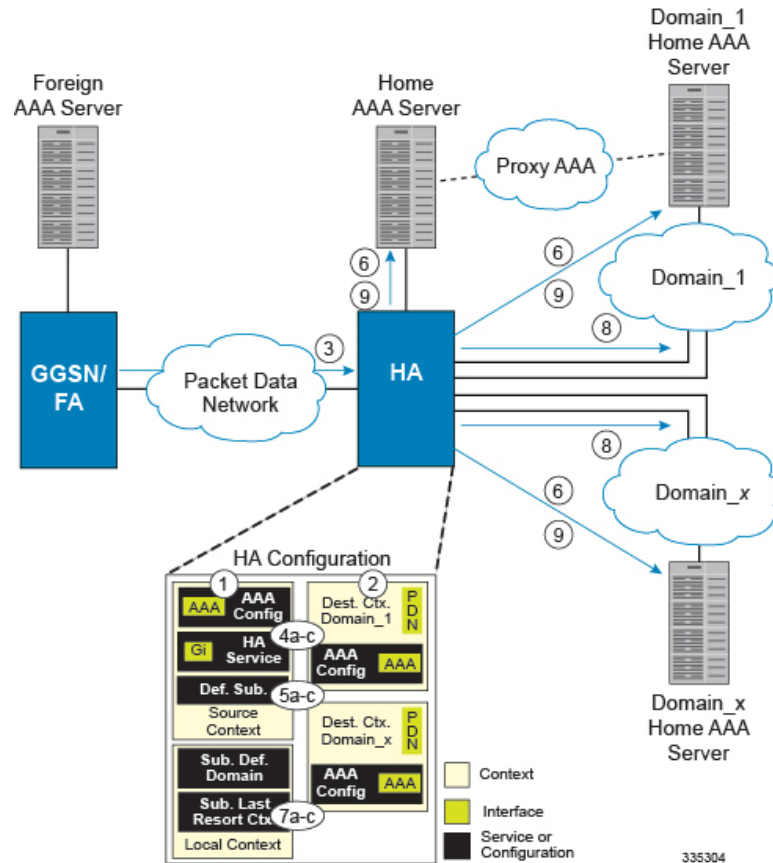 Domain_1
Home AAA
Server
Foreign
AAA Server
Home
AAA Server
Proxy AAA
6
9
6
9
Domain_1
8
GGSN/
FA
3
Packet Data
Network
HA
8
6
9
Domain_x
HA Configuration
1
2
AAA
AAA
Config
Dest. Ctx.
Domain_1
PDN
4a-c
Gi
HA
Service
AAA
Config
AAA
Def. Sub.
5a-c
Source
Context
Dest. Ctx.
Domain_x
PDN
Sub. Def.
Domain
AAA
Config
AAA
Sub. Last
Resort Ctx
7a-c
Local Context
Domain_x
Home AAA
Server
Context
Interface
Service or
Configuration
335304